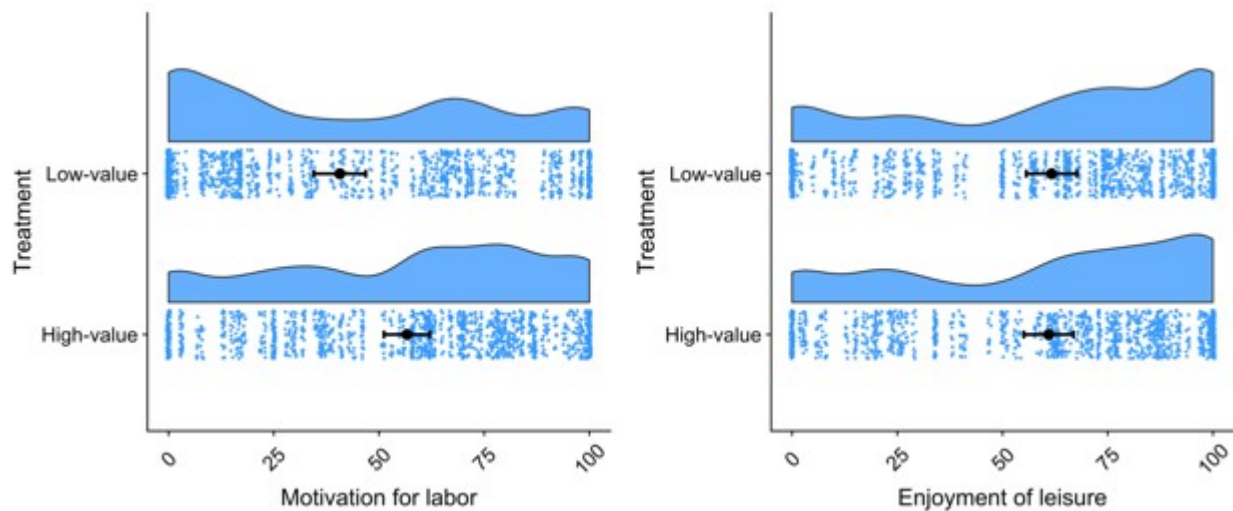 Treatment
Low-value
High-value
0
25
50
75
100
Motivation for labor
Treatment
Low-value
High-value
0
25
50
75
100
Enjoyment of leisure